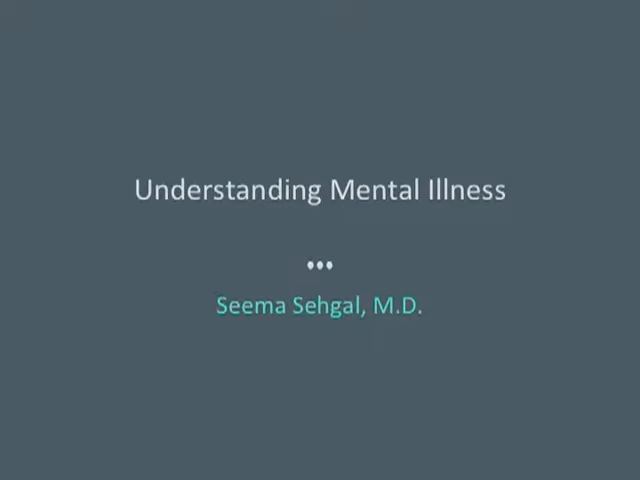 Understanding Mental Illness
•••
Seema Sehgal, M.D.